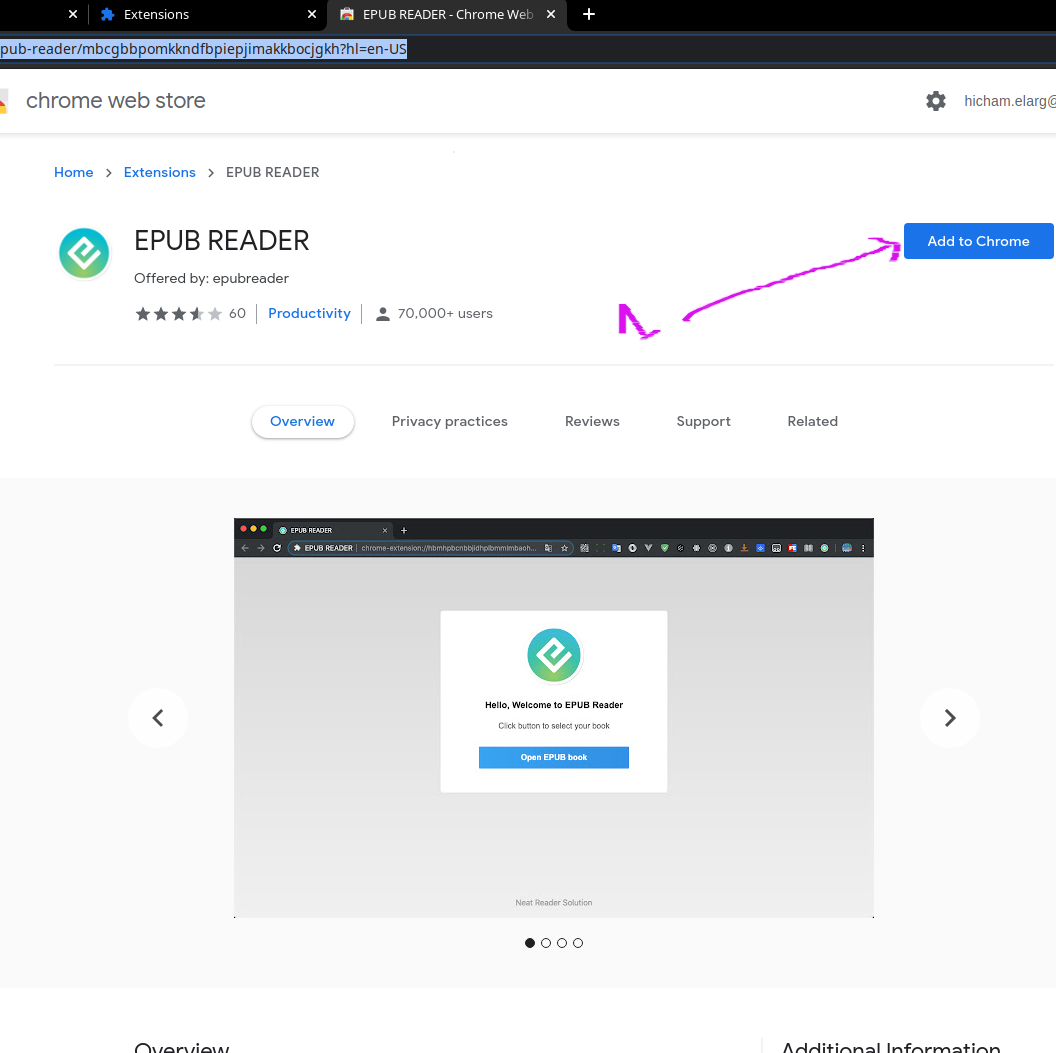 Extensions
EPUB READER - Chrome Web
pub-reader/mbcgbbpomkkndfbpiepjimakkbocjgkh?hl=en-US
chrome web store
hicham.elarg@
Home > Extensions > EPUB READER
EPUB READER
Add to Chrome
Offered by: epubreader
60 Productivity 70,000+ users
Overview Privacy practices Reviews Support Related
EPUB READER
EPUB READER chrome-extension://hbmhpbcnbbjidhplbmmimbaoh...
Hello, Welcome to EPUB Reader
Click button to select your book
Open EPUB book
Neat Reader Solution
Overview
Additional Information